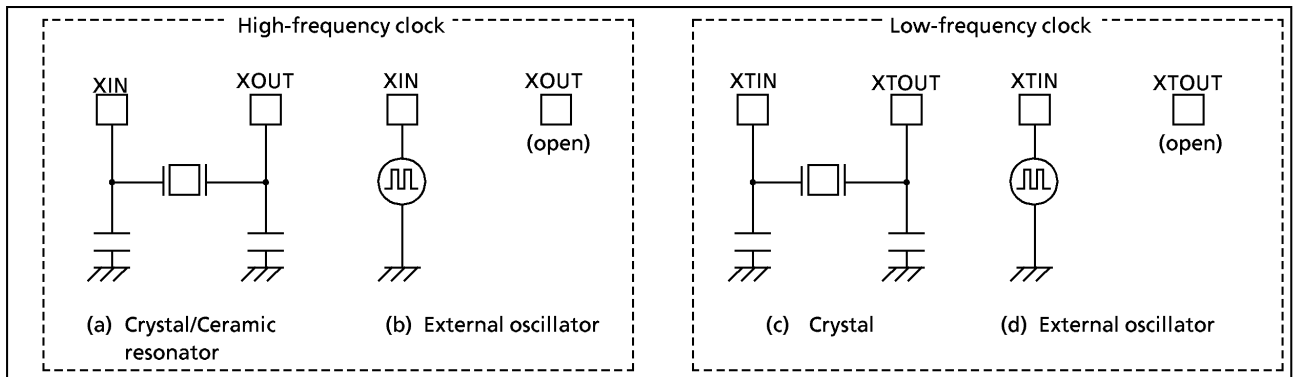 High-frequency clock
Low-frequency clock
XIN
XOUT
XIN
XOUT
(open)
XTIN
XTOUT
XTIN
XTOUT
(open)
(a) Crystal/Ceramic
resonator
(b) External oscillator
(c) Crystal
(d) External oscillator